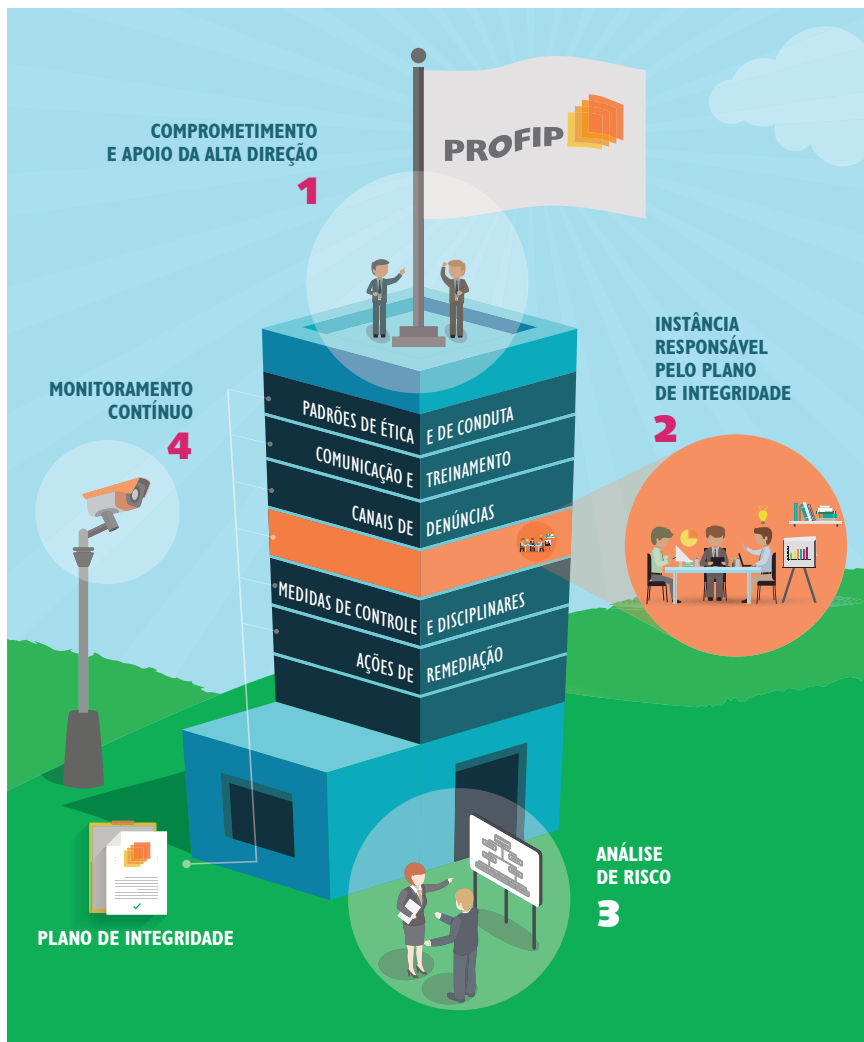 PROFIP
COMPROMETIMENTO
E APOIO DA ALTA DIREÇÃO
1
INSTÂNCIA
RESPONSÁVEL
PELO PLANO
DE INTEGRIDADE
2
MONITORAMENTO
CONTÍNUO
4
PADRÕES DE ÉTICA E DE CONDUTA
COMUNICAÇÃO E TREINAMENTO
CANAIS DE DENÚNCIAS
MEDIDAS DE CONTROLE E DISCIPLINARES
AÇÕES DE REMEDIAÇÃO
ANÁLISE
DE RISCO
3
PLANO DE INTEGRIDADE